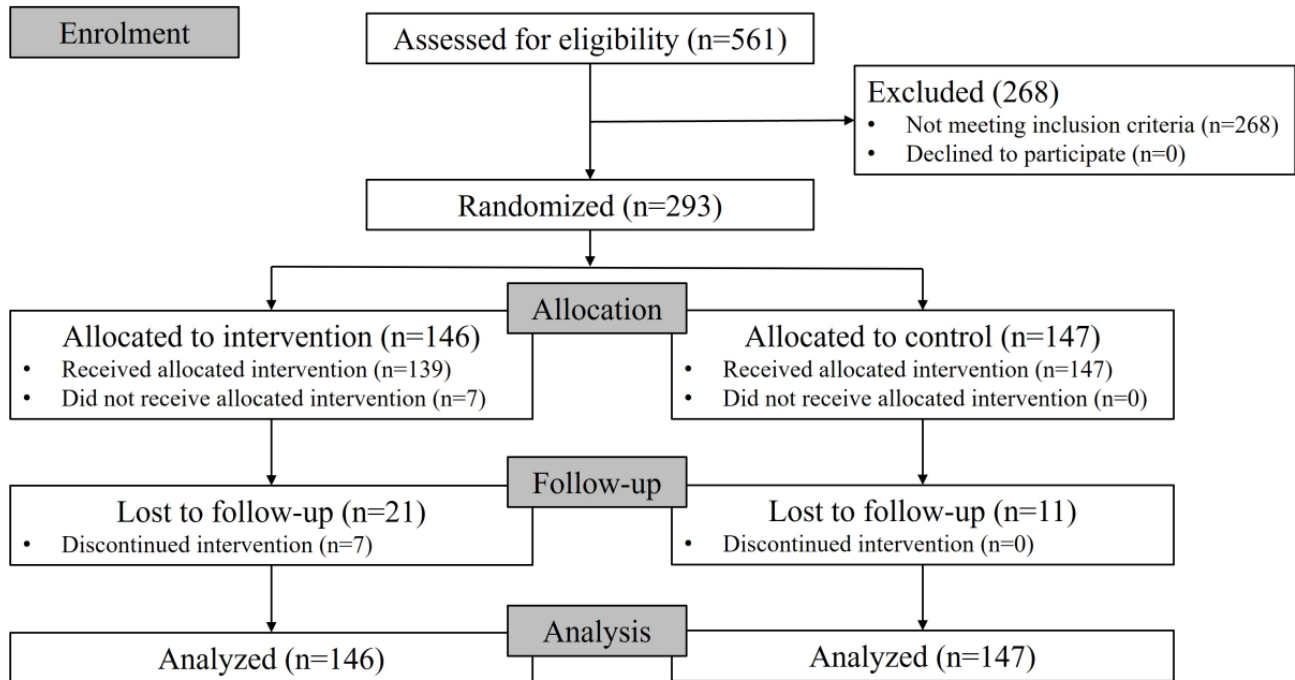 Enrolment
Assessed for eligibility (n=561)
Excluded (268)
• Not meeting inclusion criteria (n=268)
• Declined to participate (n=0)
Randomized (n=293)
Allocation
Allocated to intervention (n=146)
• Received allocated intervention (n=139)
• Did not receive allocated intervention (n=7)
Allocated to control (n=147)
• Received allocated intervention (n=147)
• Did not receive allocated intervention (n=0)
Follow-up
Lost to follow-up (n=21)
• Discontinued intervention (n=7)
Lost to follow-up (n=11)
• Discontinued intervention (n=0)
Analysis
Analyzed (n=146)
Analyzed (n=147)